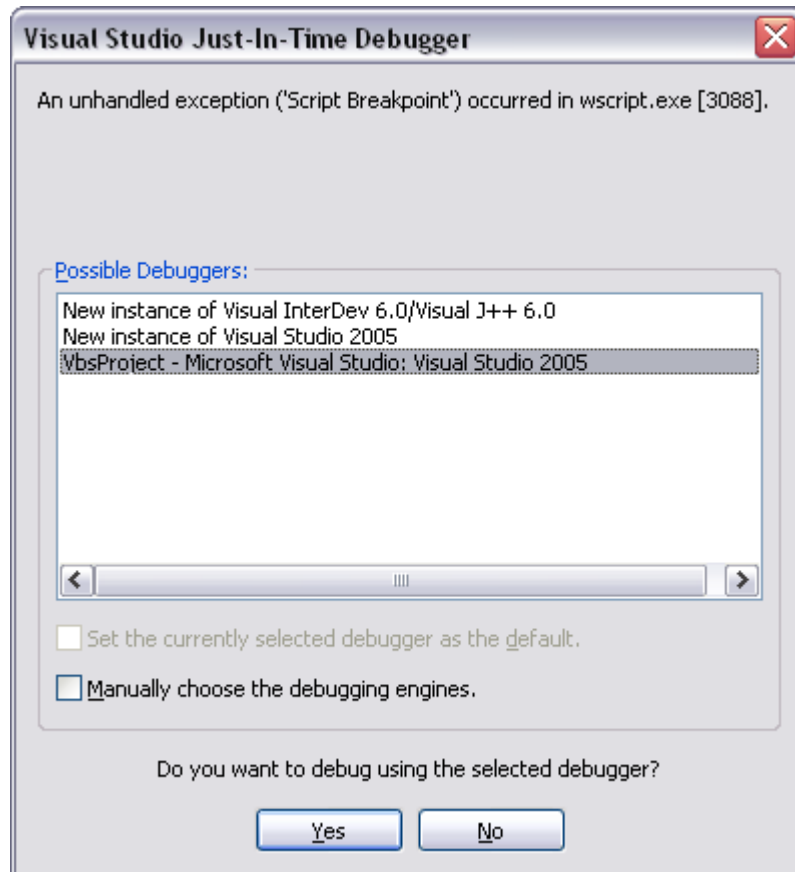 Visual Studio Just-In-Time Debugger
An unhandled exception ('Script Breakpoint') occurred in wscript.exe [3088].
Possible Debuggers:
New instance of Visual InterDev 6.0/Visual J++ 6.0
New instance of Visual Studio 2005
VbsProject - Microsoft Visual Studio: Visual Studio 2005
Set the currently selected debugger as the default.
Manually choose the debugging engines.
Do you want to debug using the selected debugger?
Yes
No